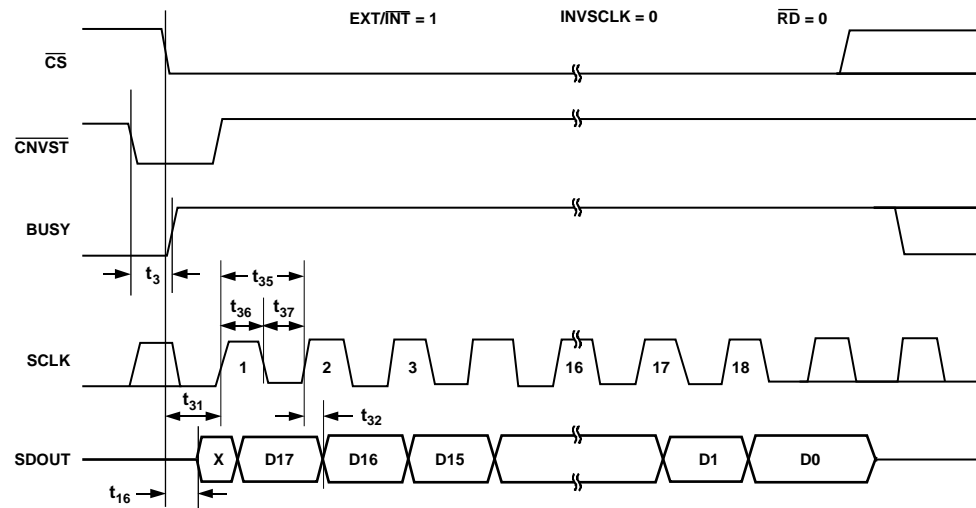 EXT/INT = 1 INVSCLK = 0 RD = 0
CS
CNVST
BUSY
t3
t35
t36 t37
SCLK 1 2 3 16 17 18
t31
t32
SDOUT X D17 D16 D15 D1 D0
t16